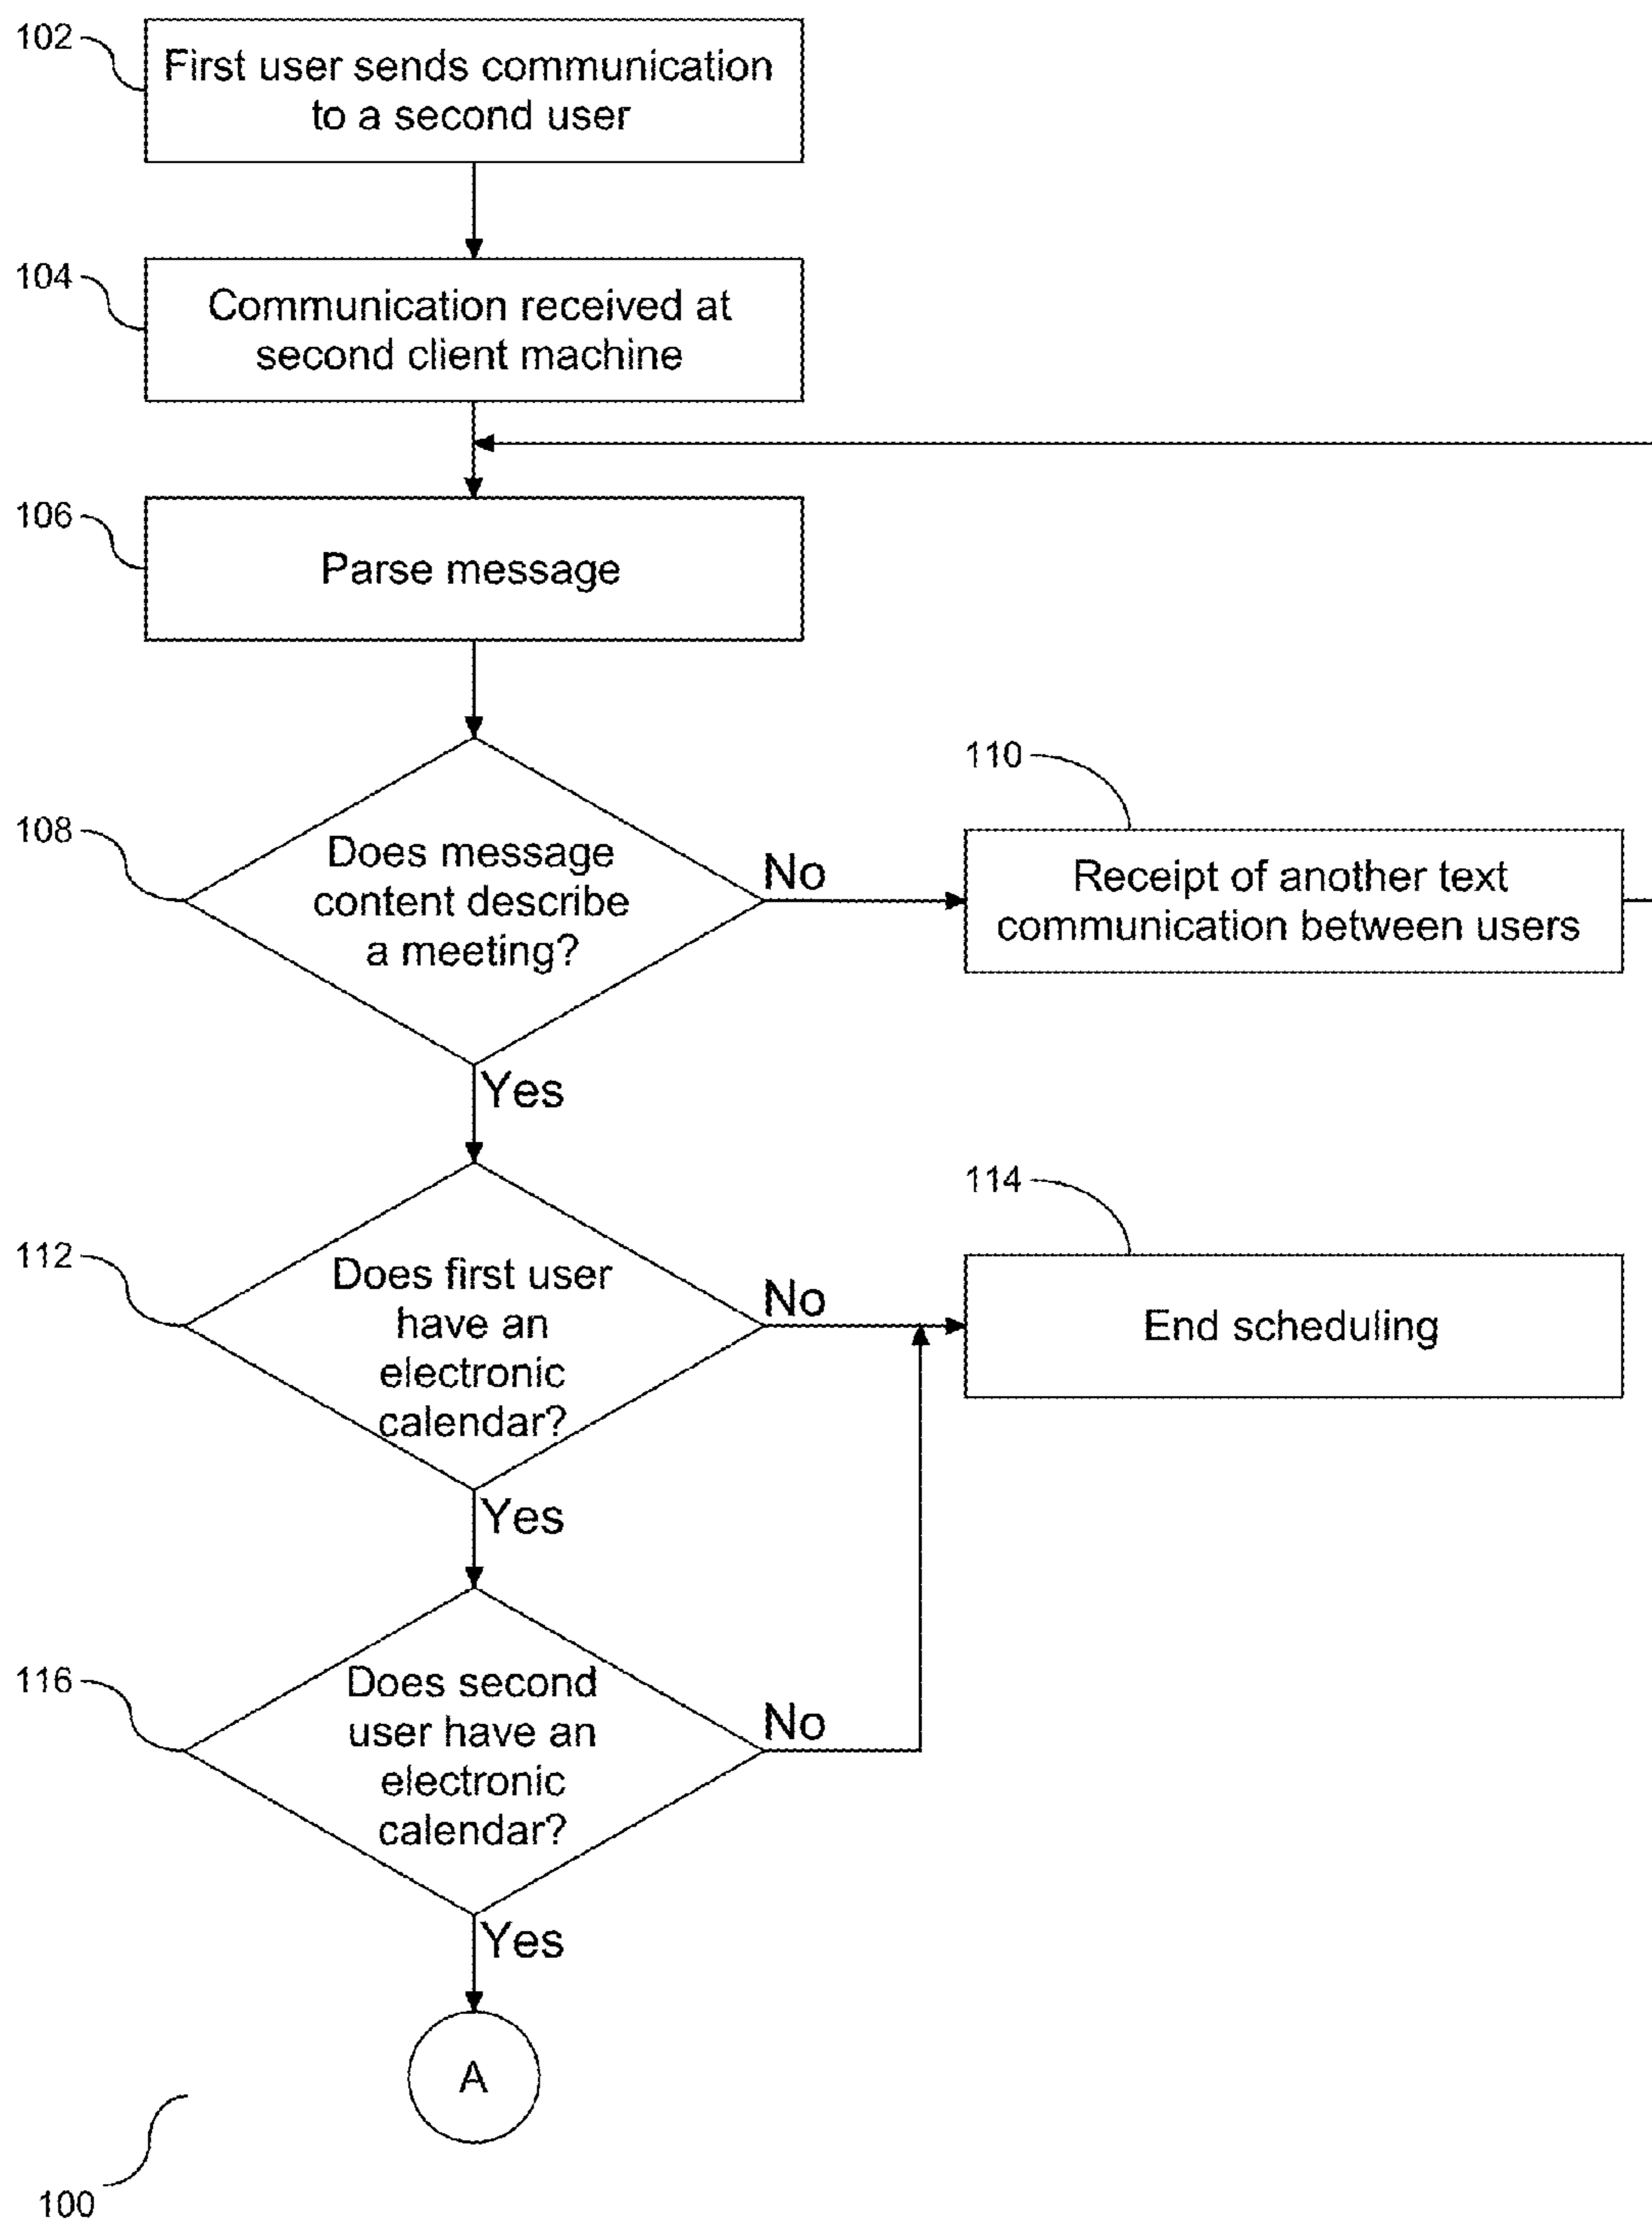 102
First user sends communication
to a second user
104
Communication received at
second client machine
106
Parse message
108
Does message
content describe
a meeting?
No
110
Receipt of another text
communication between users
Yes
112
Does first user
have an
electronic
calendar?
No
114
End scheduling
Yes
116
Does second
user have an
electronic
calendar?
No
Yes
A
100